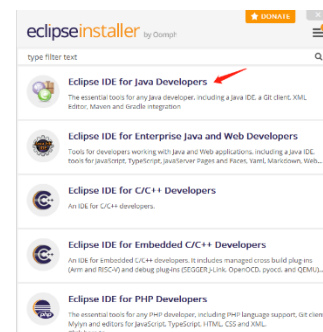 DONATE
eclipseinstaller by Oomph
type filter text
Eclipse IDE for Java Developers
The essential tools for any Java developer, including a Java IDE, a Git client, XML
Editor, Maven and Gradle integration
Eclipse IDE for Enterprise Java and Web Developers
Tools for developers working with Java and Web applications, including a Java IDE,
tools for JavaScript, TypeScript, JavaServer Pages and Faces, Yaml, Markdown, Web...
Eclipse IDE for C/C++ Developers
An IDE for C/C++ developers.
Eclipse IDE for Embedded C/C++ Developers
An IDE for Embedded C/C++ developers. It includes managed cross build plug-ins
(Arm and RISC-V) and debug plug-ins (SEGGER J-Link, OpenOCD, pyocd, and QEMU)...
Eclipse IDE for PHP Developers
The essential tools for any PHP developer, including PHP language support, Git client,
Mylyn and editors for JavaScript, TypeScript, HTML, CSS and XML.